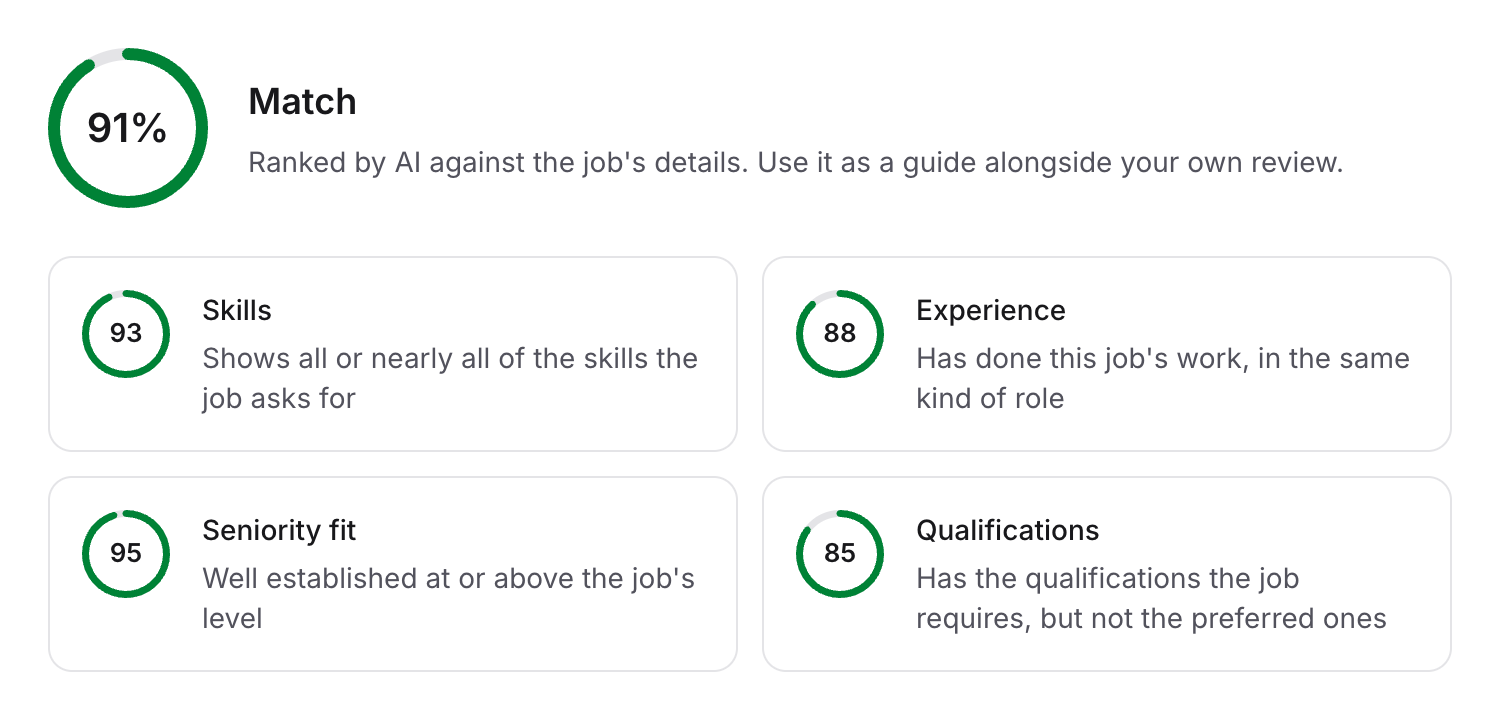 91%
Match
Ranked by AI against the job's details. Use it as a guide alongside your own review.
93
Skills
Shows all or nearly all of the skills the
job asks for
88
Experience
Has done this job's work, in the same
kind of role
95
Seniority fit
Well established at or above the job's
level
85
Qualifications
Has the qualifications the job
requires, but not the preferred ones